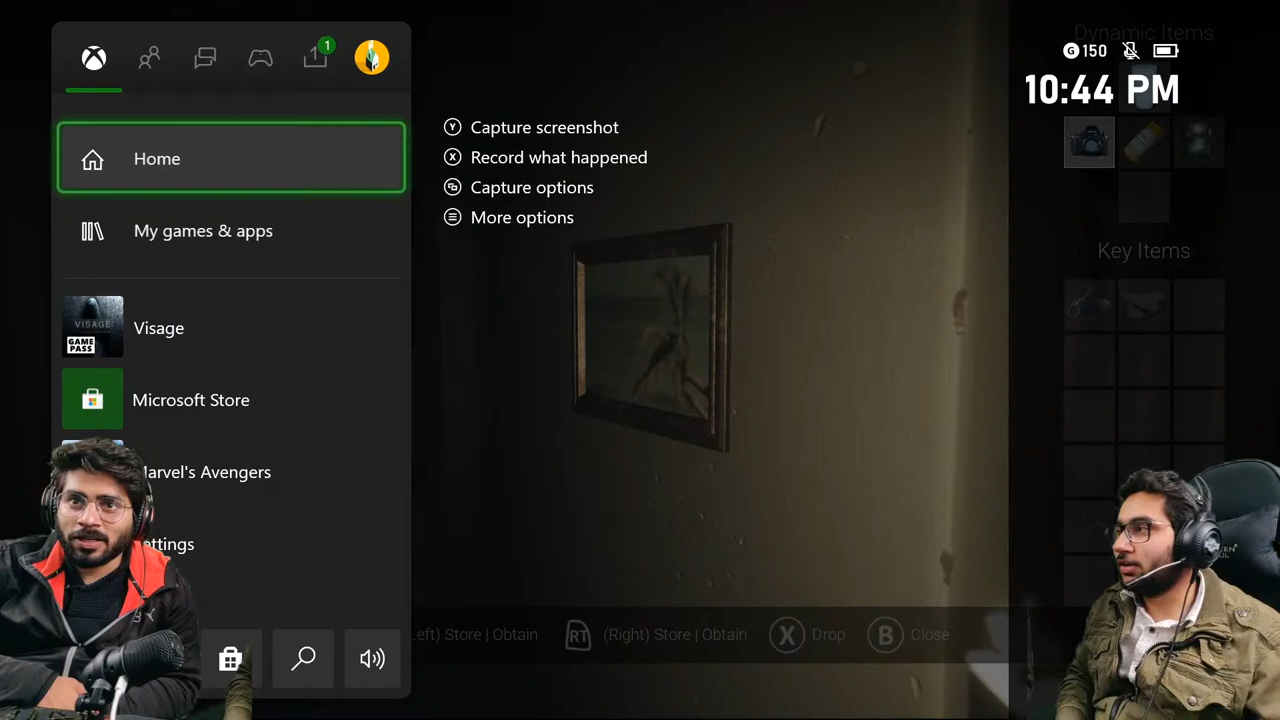 1
Home
My games & apps
VISAGE
GAME
PASS
Visage
Microsoft Store
Marvel's Avengers
ettings
Capture screenshot
Record what happened
Capture options
More options
Dynamic Items
G 150
10:44 PM
Key Items
Left) Store | Obtain
RT (Right) Store | Obtain
X Drop
B Close